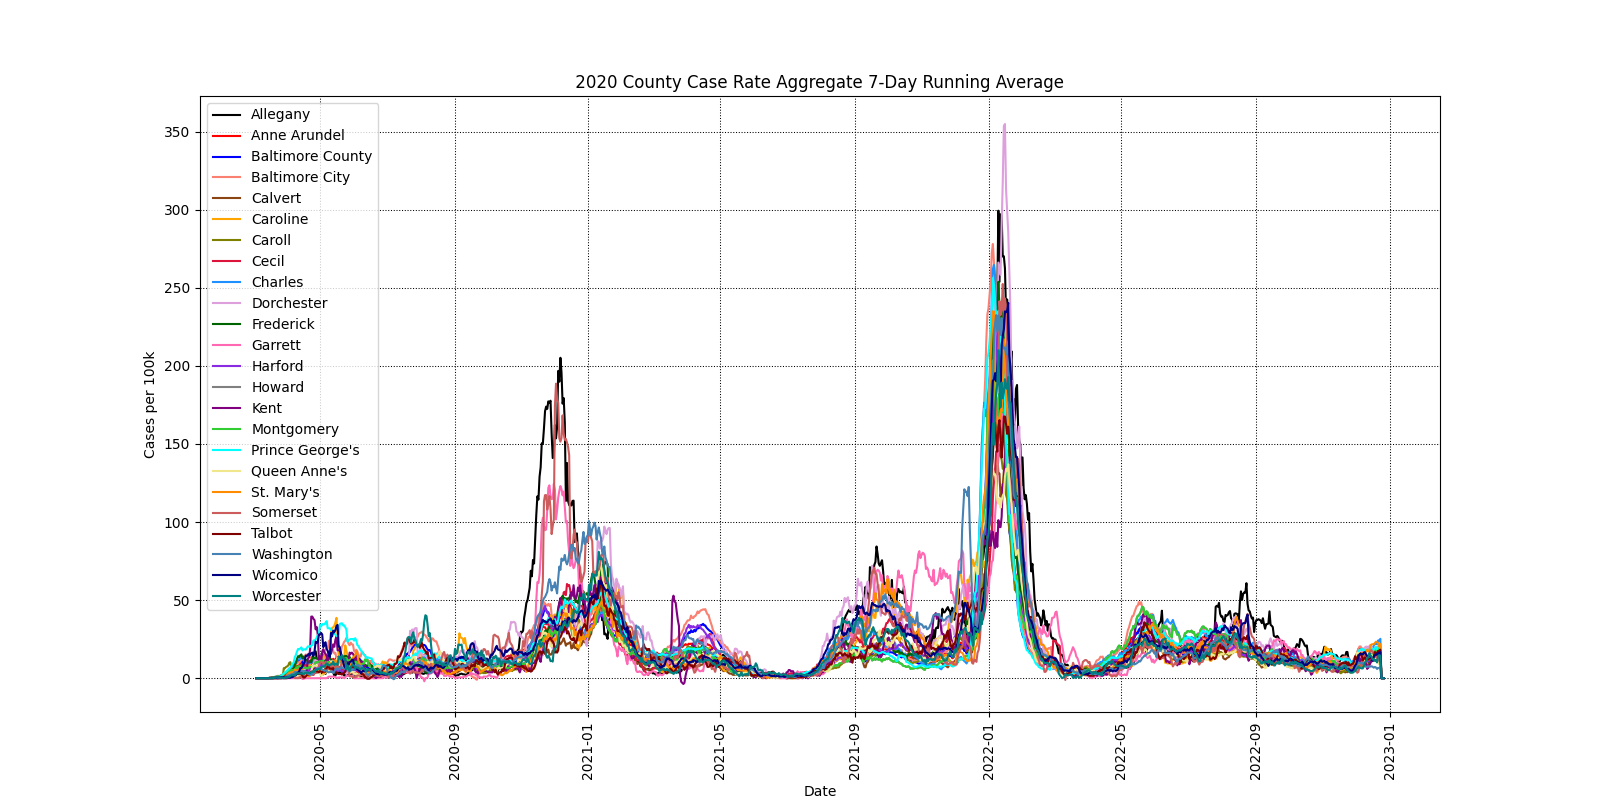 2020 County Case Rate Aggregate 7-Day Running Average
350
300
250
200
150
100
50
0
Cases per 100k
Allegany
Anne Arundel
Baltimore County
Baltimore City
Calvert
Caroline
Caroll
Cecil
Charles
Dorchester
Frederick
Garrett
Harford
Howard
Kent
Montgomery
Prince George's
Queen Anne's
St. Mary's
Somerset
Talbot
Washington
Wicomico
Worcester
2020-05
2020-09
2021-01
2021-05
2021-09
2022-01
2022-05
2022-09
2023-01
Date